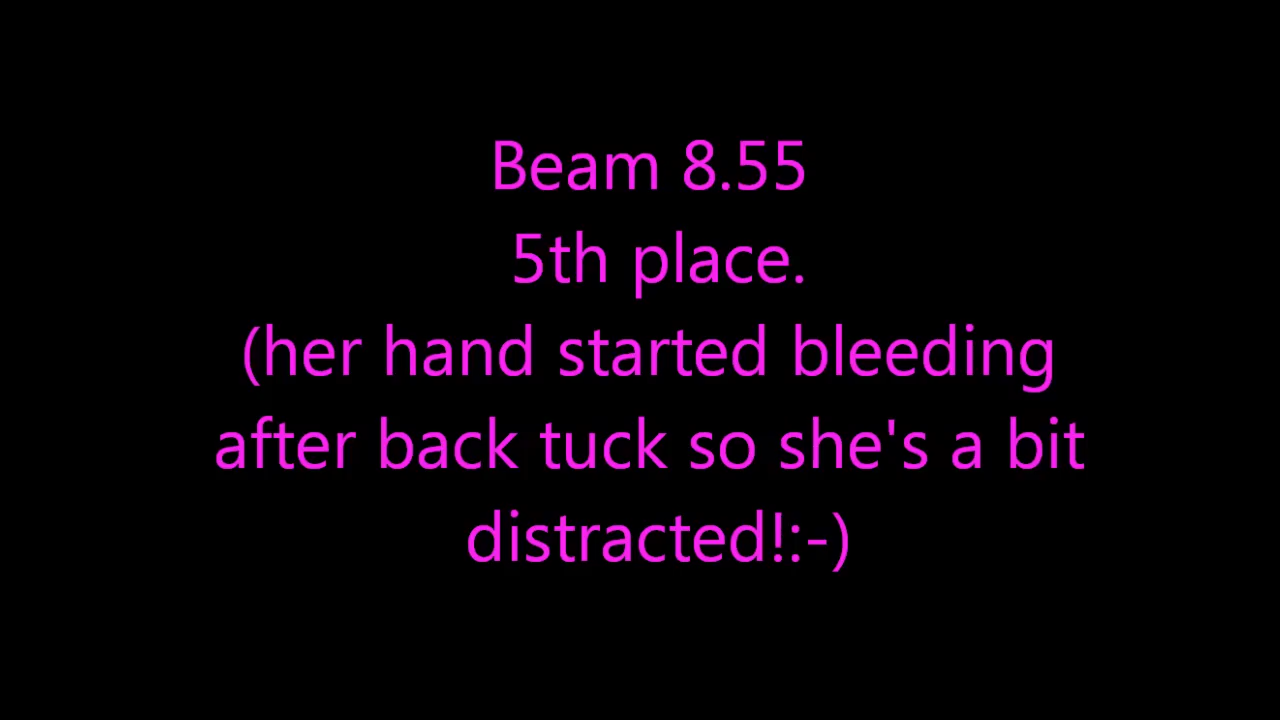 Beam 8.55
5th place.
(her hand started bleeding
after back tuck so she's a bit
distracted!:-)